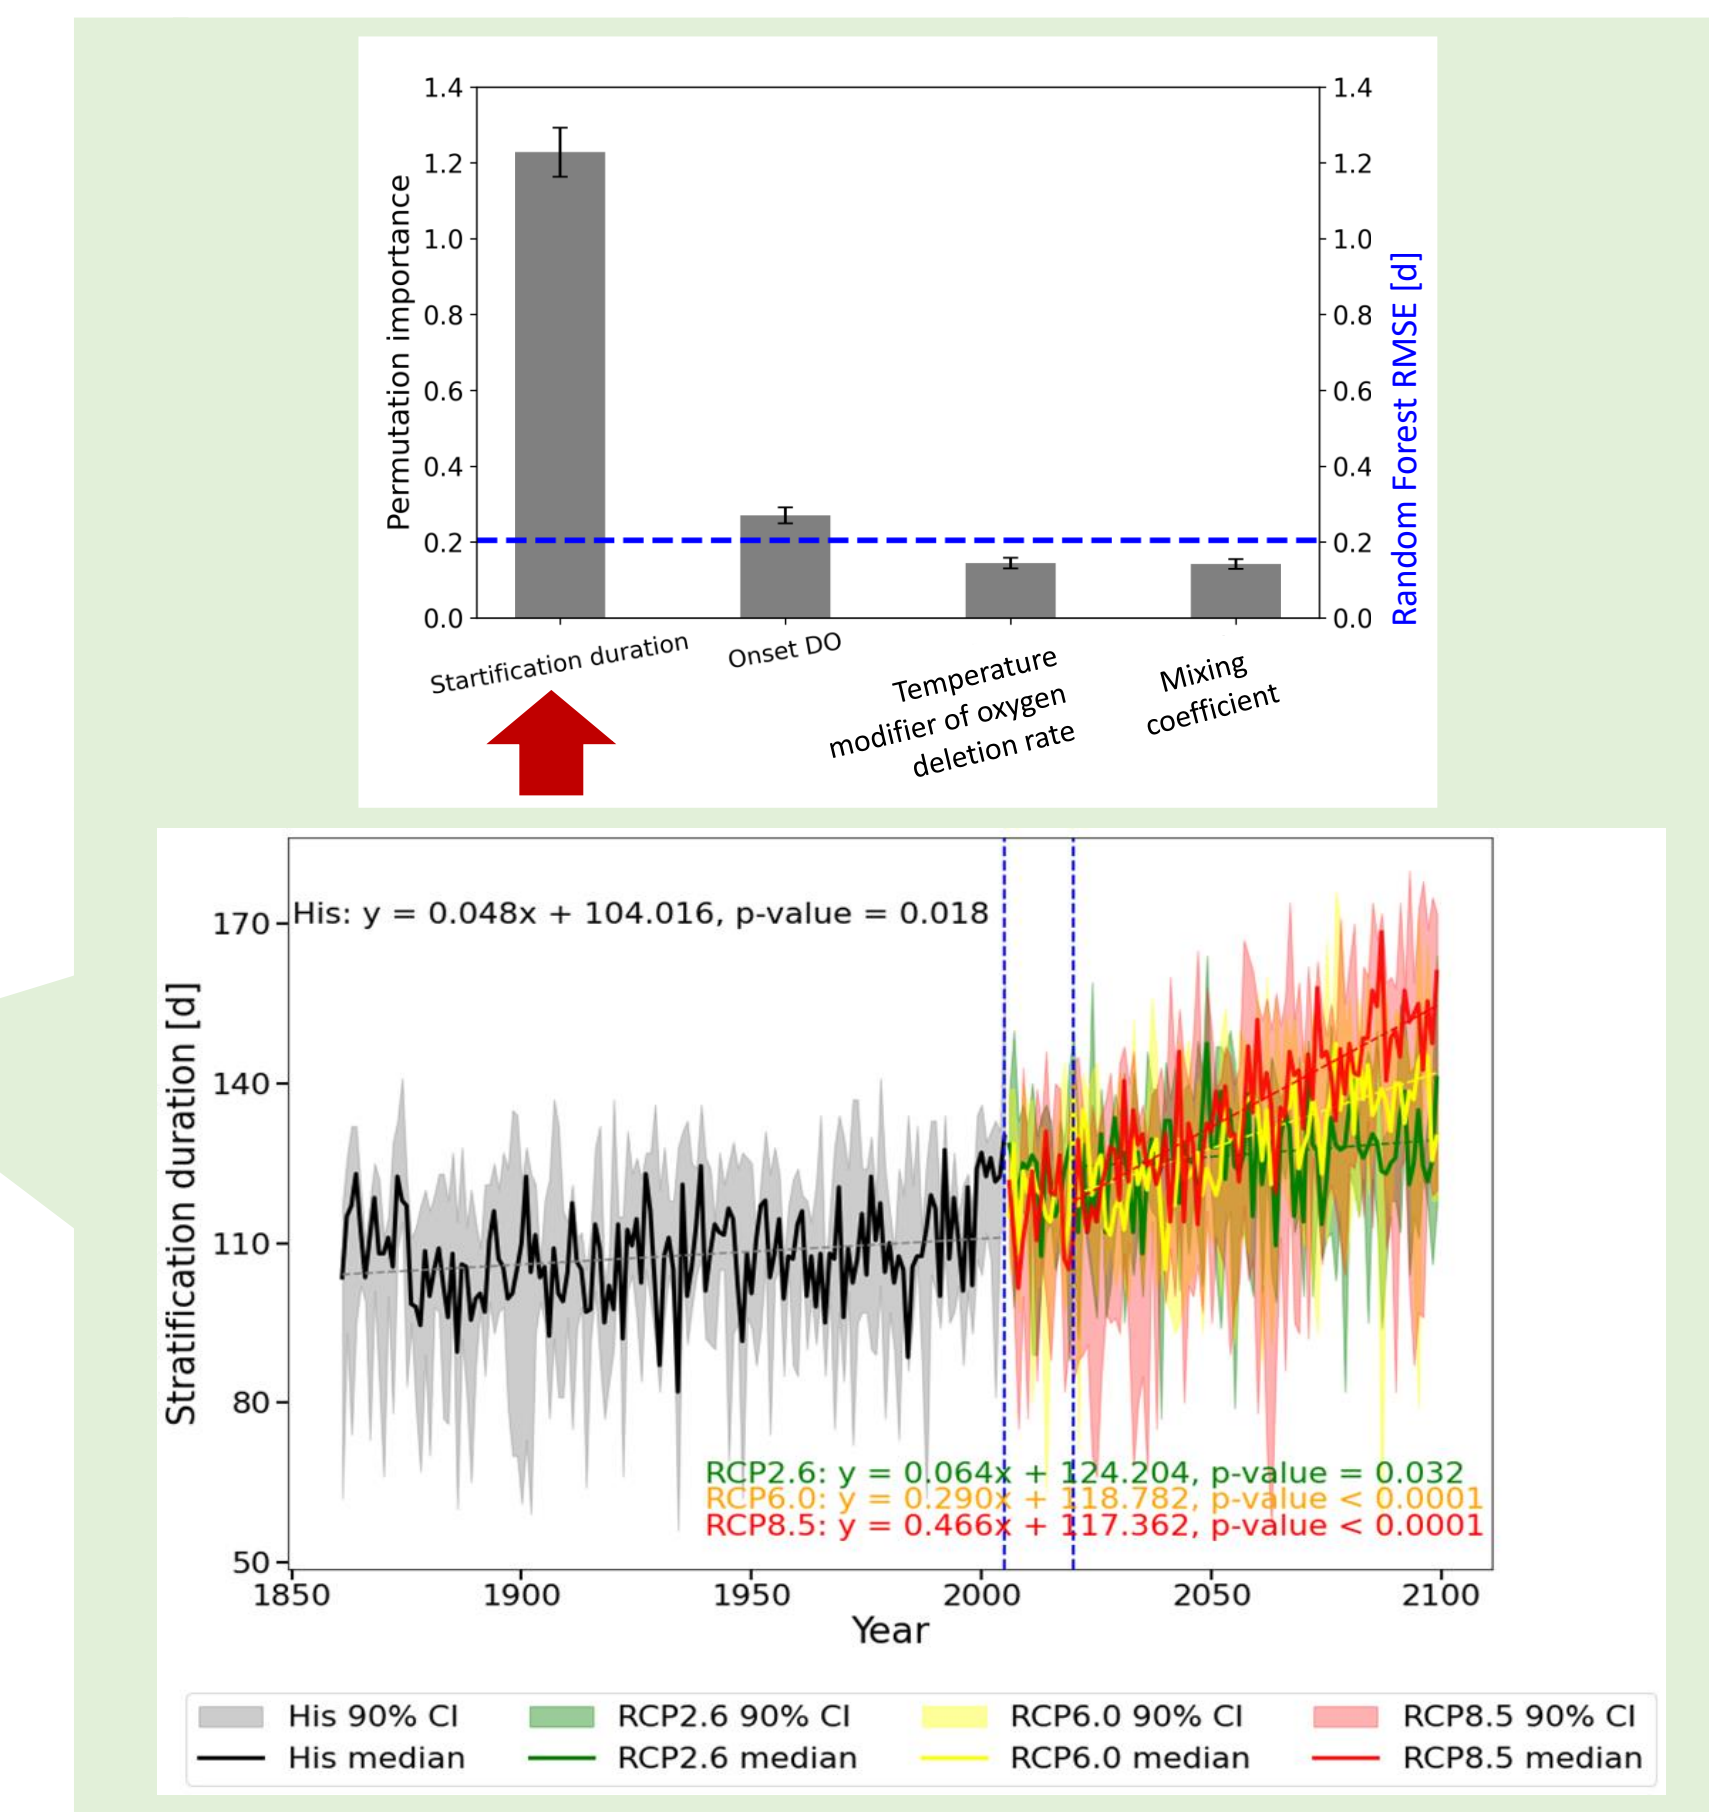 1.4
1.2
1.0
0.8
0.6
0.4
0.2
0.0
Permutation importance
1.4
1.2
1.0
0.8
0.6
0.4
0.2
0.0
Random Forest RMSE [d]
Startification duration
Onset DO
Temperature
modifier of oxygen
deletion rate
Mixing
coefficient
His: y = 0.048x + 104.016, p-value = 0.018
170
140
110
80
50
Stratification duration [d]
RCP2.6: y = 0.064x + 124.204, p-value = 0.032
RCP6.0: y = 0.290x + 118.782, p-value < 0.0001
RCP8.5: y = 0.466x + 117.362, p-value < 0.0001
1850 1900 1950 2000 2050 2100
Year
His 90% CI RCP2.6 90% CI RCP6.0 90% CI RCP8.5 90% CI
His median RCP2.6 median RCP6.0 median RCP8.5 median